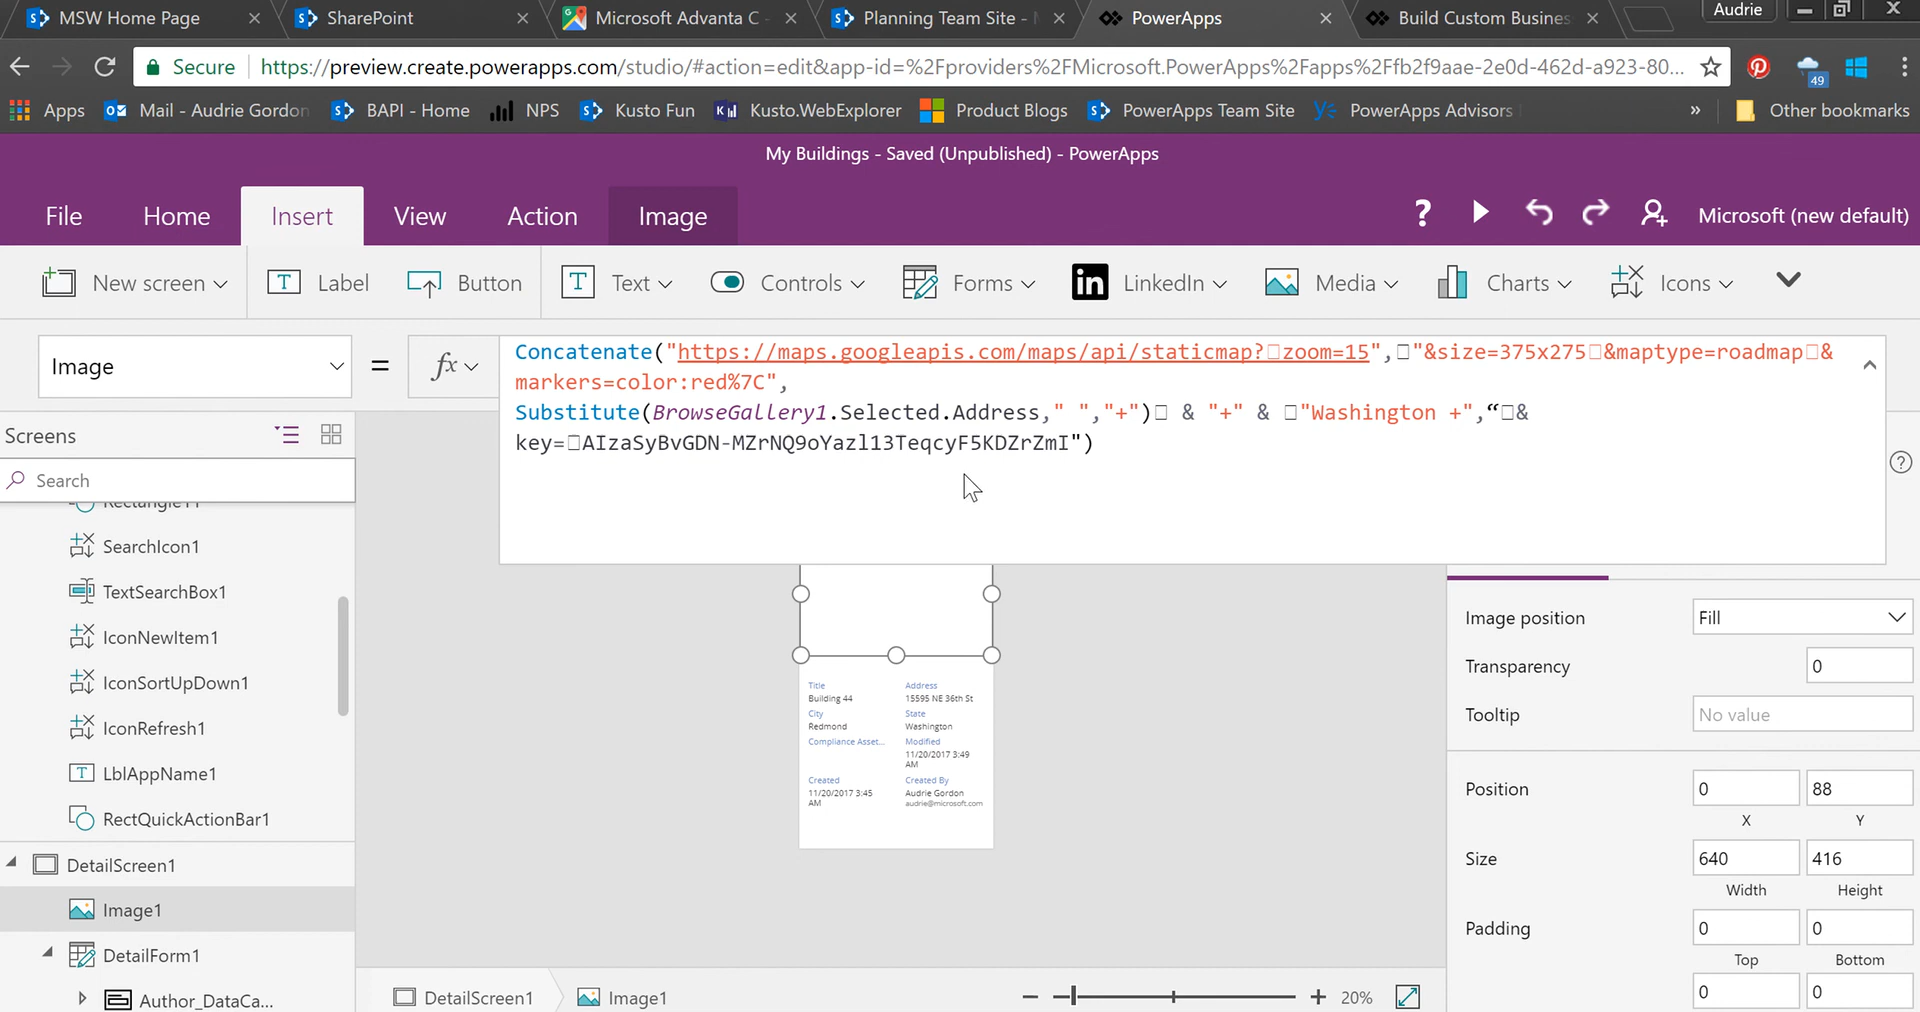 MSW Home Page
SharePoint
Microsoft Advanta C
Planning Team Site -
PowerApps
Build Custom Busines
Audrie
Secure
https://preview.create.powerapps.com/studio/#action=edit&app-id=%2Fproviders%2FMicrosoft.PowerApps%2Fapps%2Ffb2f9aae-2e0d-462d-a923-80...
49
Apps
Mail - Audrie Gordon
BAPI - Home
NPS
Kusto Fun
Kusto.WebExplorer
Product Blogs
PowerApps Team Site
PowerApps Advisors
»
Other bookmarks
My Buildings - Saved (Unpublished) - PowerApps
File
Home
Insert
View
Action
Image
?
Microsoft (new default)
New screen
Label
Button
Text
Controls
Forms
LinkedIn
Media
Charts
Icons
Image
=
fx
Concatenate("https://maps.googleapis.com/maps/api/staticmap?□zoom=15",□"&size=375x275□&maptype=roadmap□&
markers=color:red%7C",
Substitute(BrowseGallery1.Selected.Address," ","+")□ & "+" & □"Washington +",“□&
key=□AIzaSyBvGDN-MZrNQ9oYazl13TeqcyF5KDZrZmI")
Screens
Search
Rectangle11
SearchIcon1
TextSearchBox1
IconNewItem1
IconSortUpDown1
IconRefresh1
LblAppName1
RectQuickActionBar1
DetailScreen1
Image1
DetailForm1
Author_DataCa...
Title
Address
Building 44
15595 NE 36th St
City
State
Redmond
Washington
Compliance Asset...
Modified
11/20/2017 3:49
AM
Created
Created By
11/20/2017 3:45
AM
Audrie Gordon
audrie@microsoft.com
DetailScreen1
Image1
20%
?
Image position
Fill
Transparency
0
Tooltip
No value
Position
0
88
X
Y
Size
640
416
Width
Height
Padding
0
0
Top
Bottom
0
0